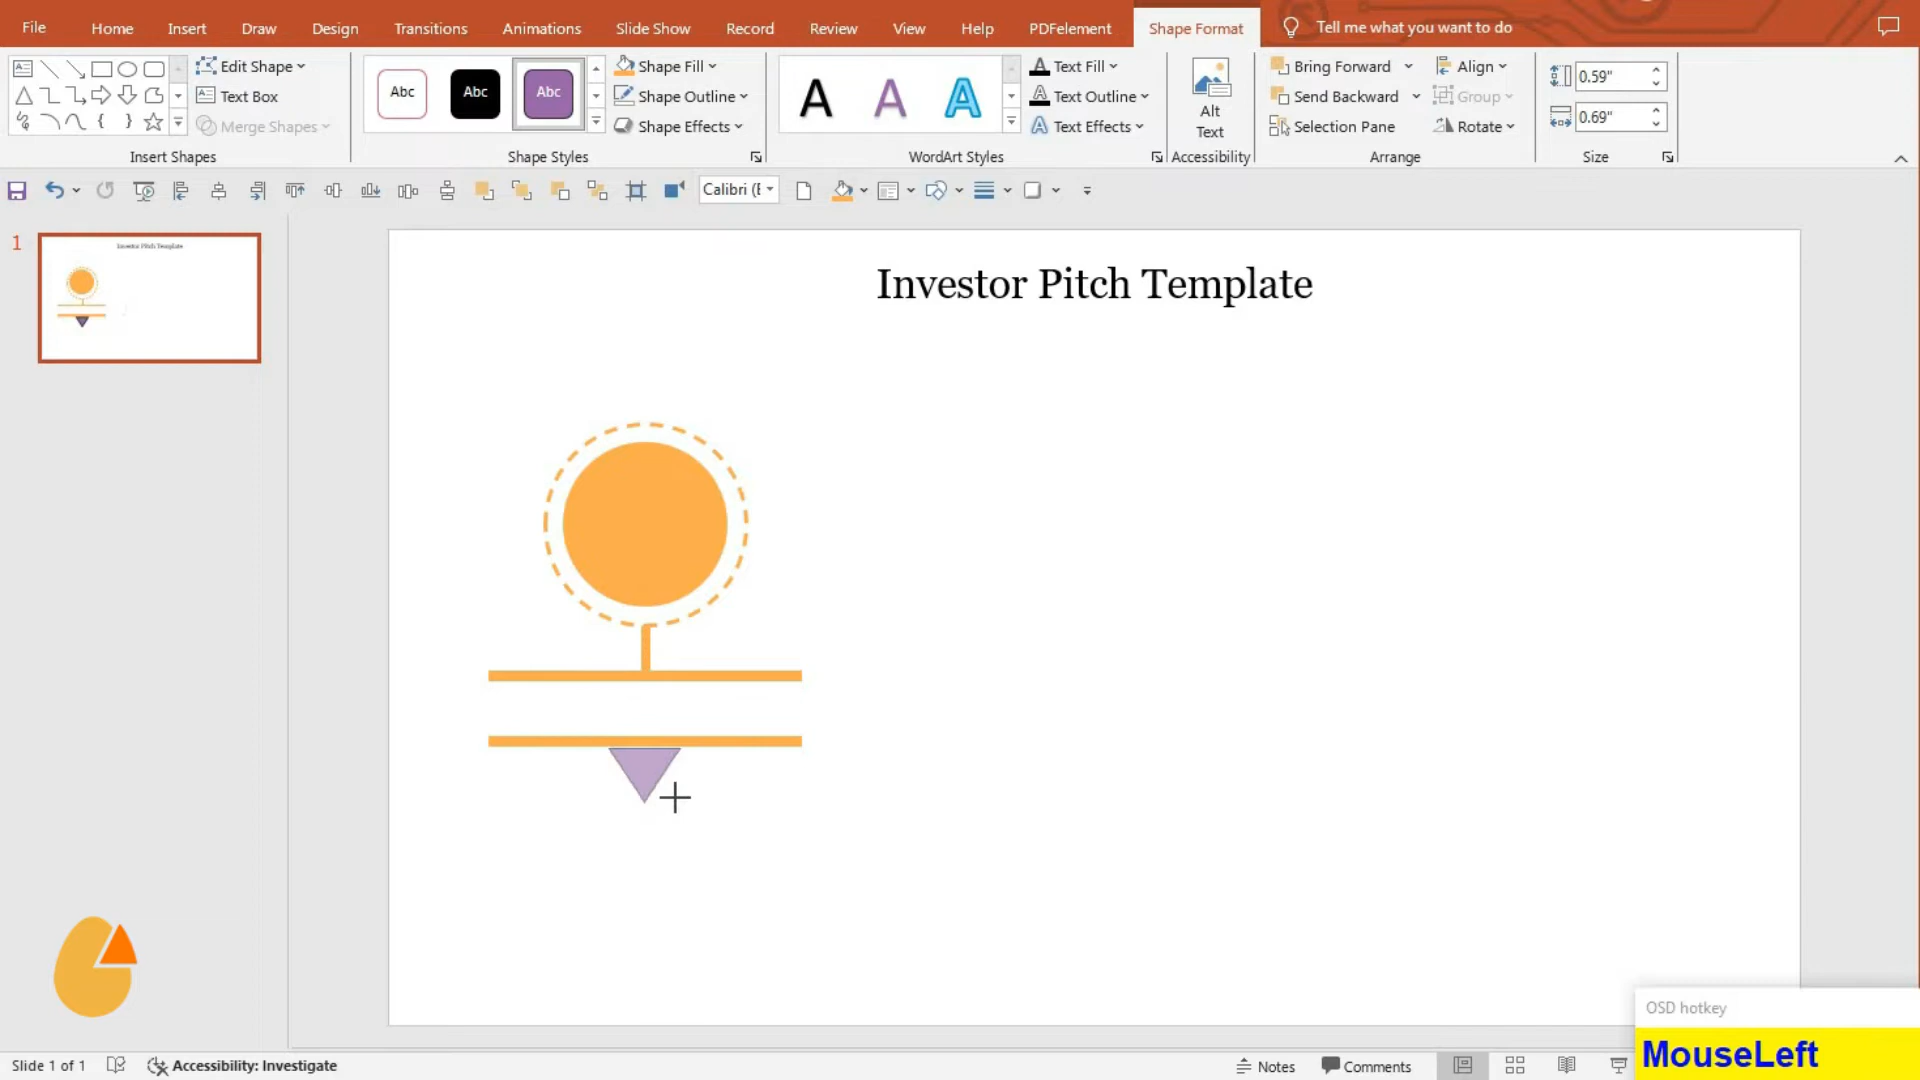 File Home Insert Draw Design Transitions Animations Slide Show Record Review View Help PDFelement Shape Format Tell me what you want to do
Edit Shape
Text Box
Merge Shapes
Insert Shapes
Abc Abc Abc
Shape Fill
Shape Outline
Shape Effects
Shape Styles
A A A
Text Fill
Text Outline
Text Effects
WordArt Styles
Alt
Text
Accessibility
Bring Forward
Send Backward
Selection Pane
Align
Group
Rotate
Arrange
0.59"
0.69"
Size
Calibri (E
1
Investor Pitch Template
Investor Pitch Template
OSD hotkey
MouseLeft
Slide 1 of 1 Accessibility: Investigate Notes Comments